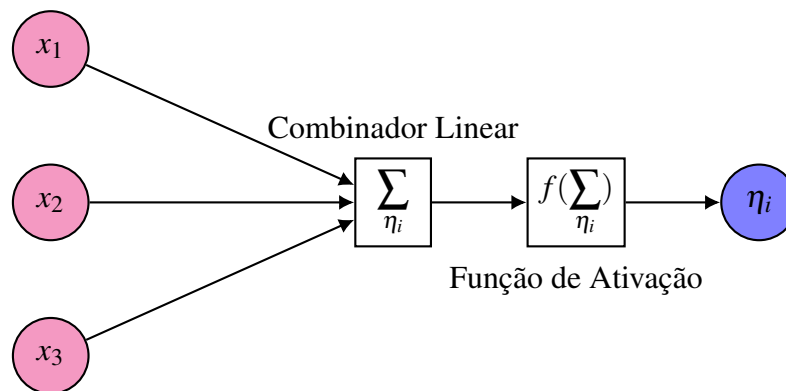 x₁
Combinador Linear
x₂
∑
ηᵢ
f(∑)
ηᵢ
ηᵢ
Função de Ativação
x₃